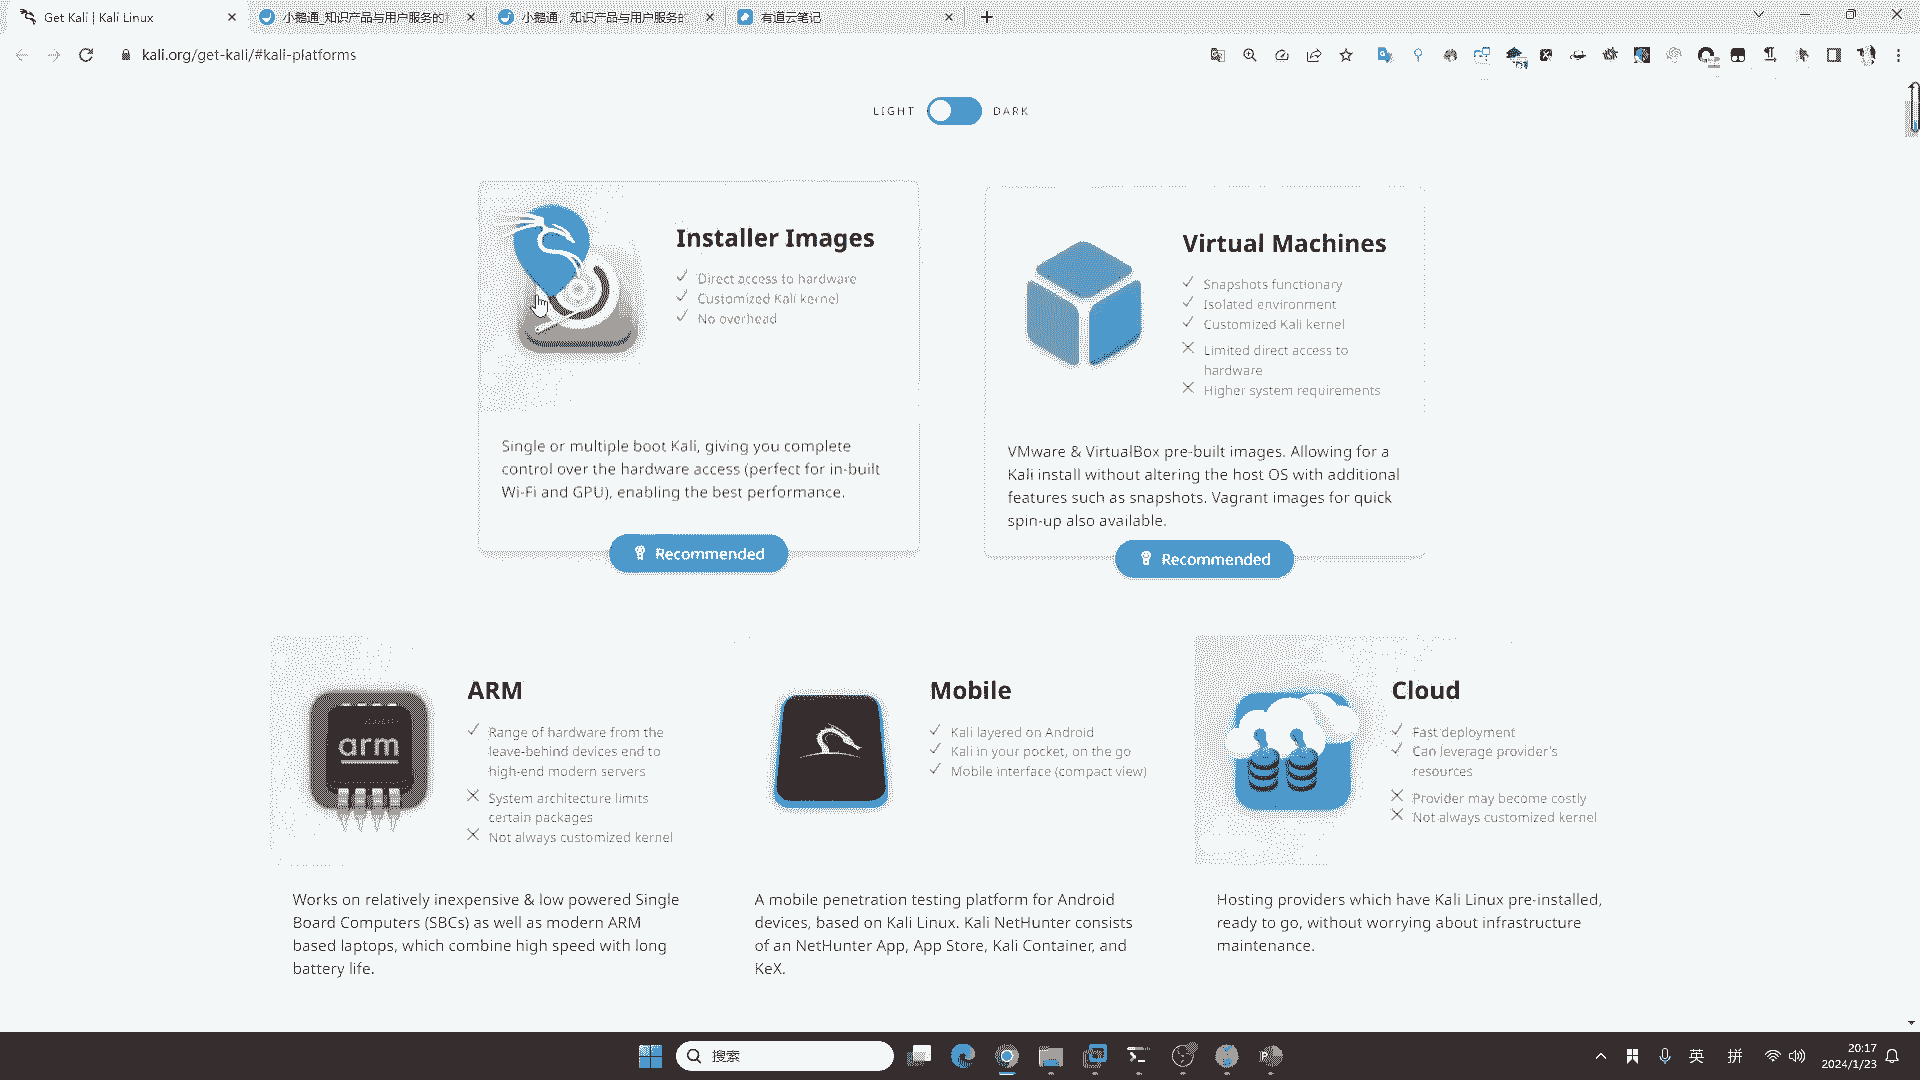 Get Kali | Kali Linux
小鹅通_知识产品与用户服务的
小鹅通，知识产品与用户服务的
有道云笔记
kali.org/get-kali/#kali-platforms
LIGHT
DARK
Installer Images
Direct access to hardware
Customized Kali kernel
No overhead
Single or multiple boot Kali, giving you complete
control over the hardware access (perfect for in-built
Wi-Fi and GPU), enabling the best performance.
Recommended
Virtual Machines
Snapshots functionary
Isolated environment
Customized Kali kernel
Limited direct access to
hardware
Higher system requirements
VMware & VirtualBox pre-built images. Allowing for a
Kali install without altering the host OS with additional
features such as snapshots. Vagrant images for quick
spin-up also available.
Recommended
arm
ARM
Range of hardware from the
leave-behind devices end to
high-end modern servers
System architecture limits
certain packages
Not always customized kernel
Works on relatively inexpensive & low powered Single
Board Computers (SBCs) as well as modern ARM
based laptops, which combine high speed with long
battery life.
Mobile
Kali layered on Android
Kali in your pocket, on the go
Mobile interface (compact view)
A mobile penetration testing platform for Android
devices, based on Kali Linux. Kali NetHunter consists
of an NetHunter App, App Store, Kali Container, and
KeX.
Cloud
Fast deployment
Can leverage provider's
resources
Provider may become costly
Not always customized kernel
Hosting providers which have Kali Linux pre-installed,
ready to go, without worrying about infrastructure
maintenance.
搜索
英
拼
20:17
2024/1/23